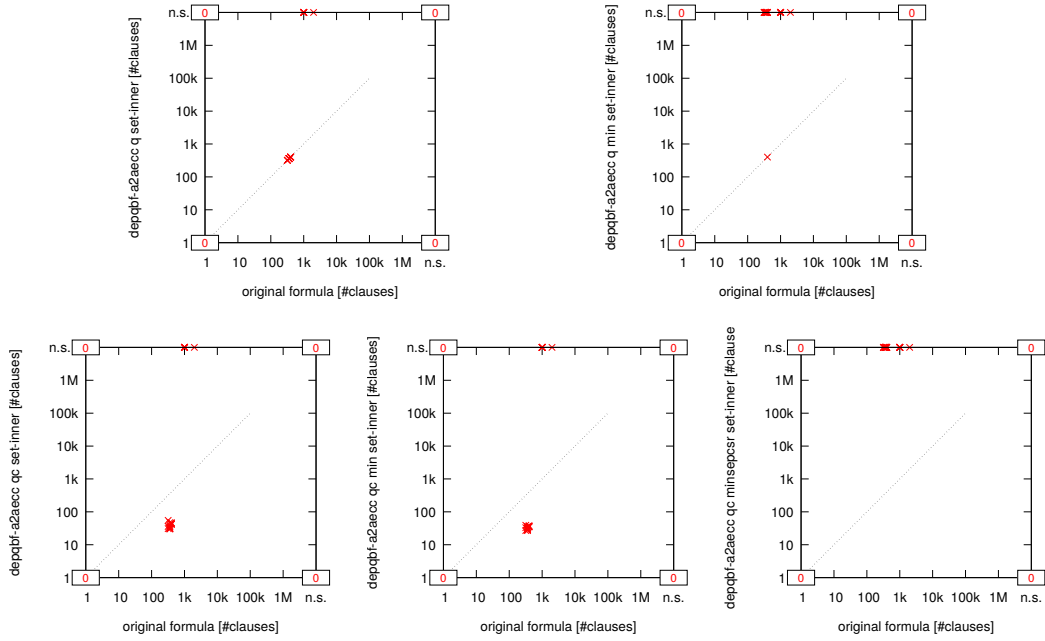 depqbf-a2aecc q set-inner [#clauses]
n.s.
1M
100k
10k
1k
100
10
1
0
0
0
0
1 10 100 1k 10k 100k 1M n.s.
original formula [#clauses]
depqbf-a2aecc q min set-inner [#clauses]
n.s.
1M
100k
10k
1k
100
10
1
0
0
0
0
1 10 100 1k 10k 100k 1M n.s.
original formula [#clauses]
depqbf-a2aecc qc set-inner [#clauses]
n.s.
1M
100k
10k
1k
100
10
1
0
0
0
0
1 10 100 1k 10k 100k 1M n.s.
original formula [#clauses]
depqbf-a2aecc qc min set-inner [#clauses]
n.s.
1M
100k
10k
1k
100
10
1
0
0
0
0
1 10 100 1k 10k 100k 1M n.s.
original formula [#clauses]
depqbf-a2aecc qc minsepcsr set-inner [#clause
n.s.
1M
100k
10k
1k
100
10
1
0
0
0
0
1 10 100 1k 10k 100k 1M n.s.
original formula [#clauses]